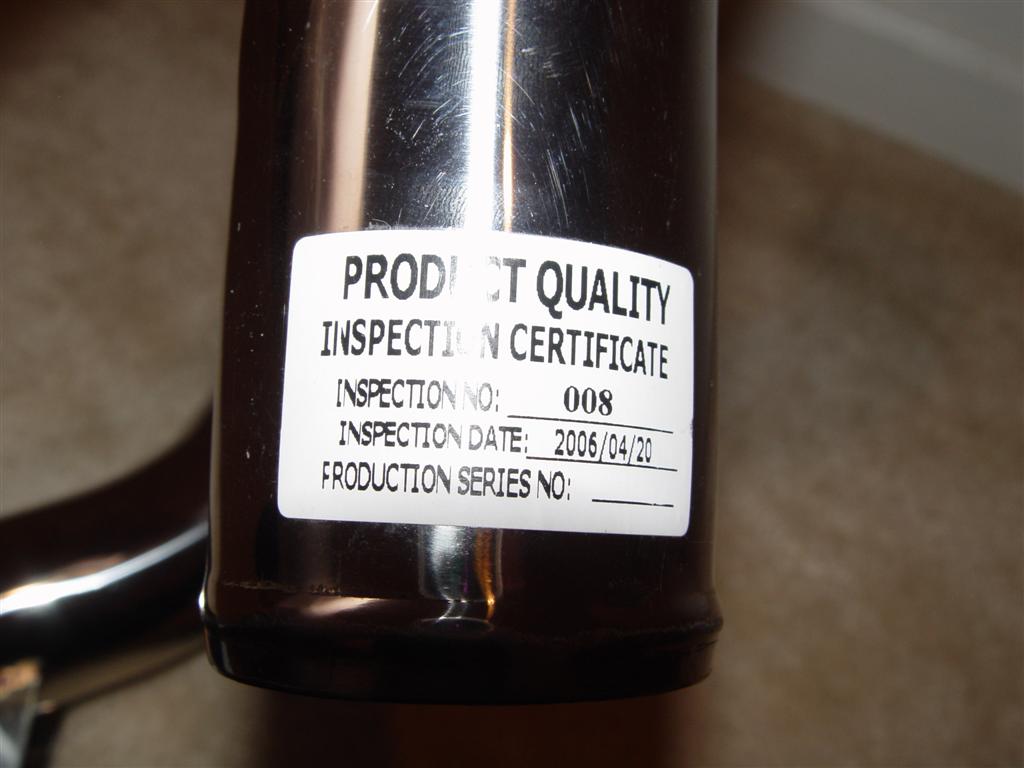 PRODUCT QUALITY
INSPECTION CERTIFICATE
INSPECTION NO: 008
INSPECTION DATE: 2006/04/20
PRODUCTION SERIES NO: